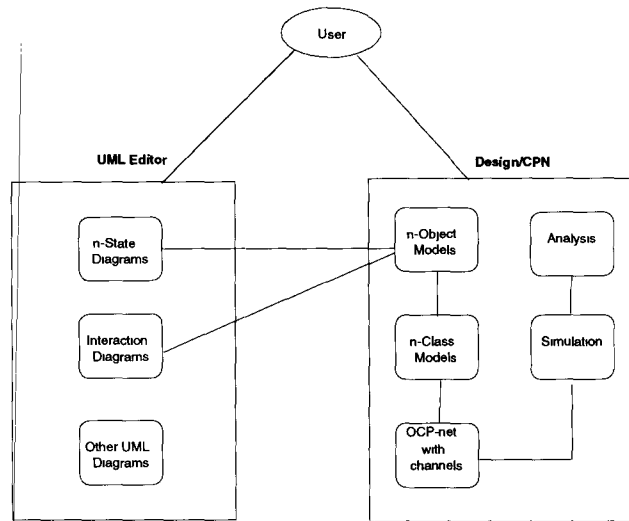 User
UML Editor
Design/CPN
n-State
Diagrams
n-Object
Models
Analysis
Interaction
Diagrams
n-Class
Models
Simulation
Other UML
Diagrams
OCP-net
with
channels